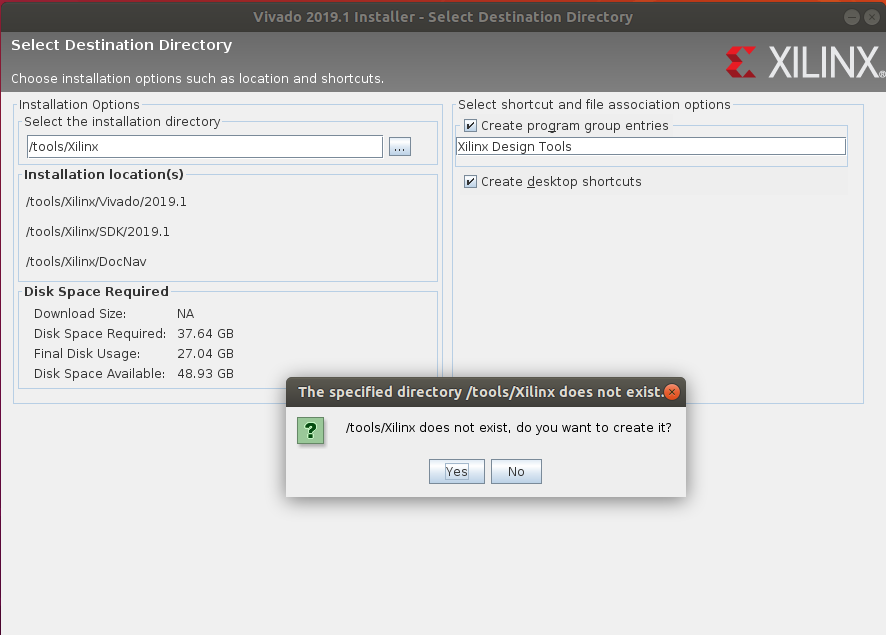 Vivado 2019.1 Installer - Select Destination Directory
Select Destination Directory
Choose installation options such as location and shortcuts.
XILINX®
Installation Options
Select the installation directory
/tools/Xilinx
...
Installation location(s)
/tools/Xilinx/Vivado/2019.1
/tools/Xilinx/SDK/2019.1
/tools/Xilinx/DocNav
Disk Space Required
Download Size: NA
Disk Space Required: 37.64 GB
Final Disk Usage: 27.04 GB
Disk Space Available: 48.93 GB
Select shortcut and file association options
Create program group entries
Xilinx Design Tools
Create desktop shortcuts
The specified directory /tools/Xilinx does not exist.
?
/tools/Xilinx does not exist, do you want to create it?
Yes No